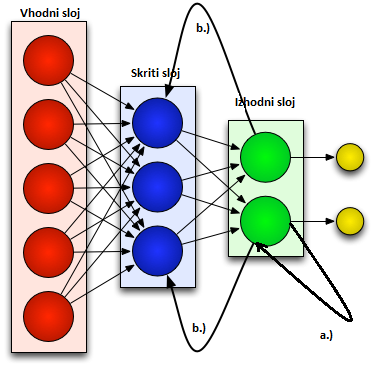 Vhodni sloj
b.)
Skriti sloj
Izhodni sloj
b.)
a.)